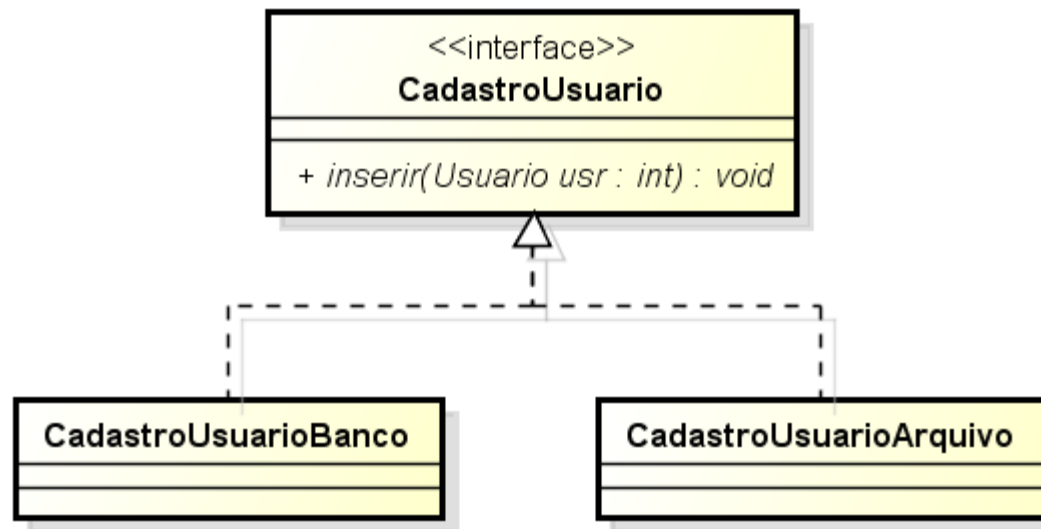 <<interface>>
CadastroUsuario
+ inserir(Usuario usr : int) : void
CadastroUsuarioBanco
CadastroUsuarioArquivo